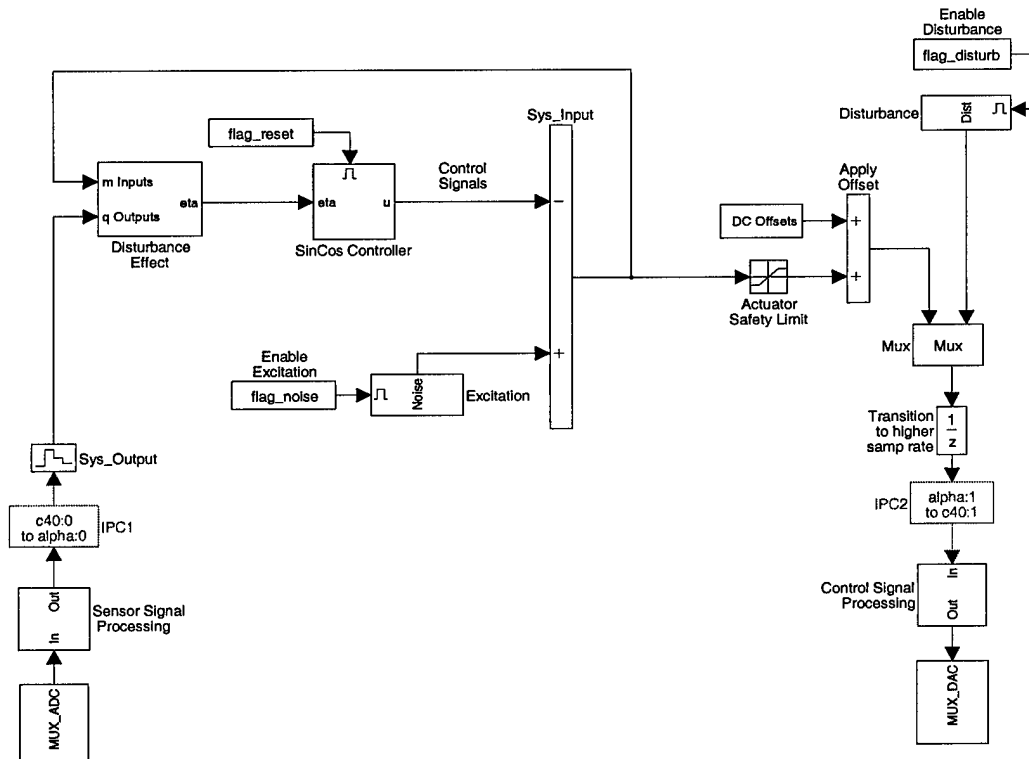 Enable
Disturbance
flag_disturb
Disturbance
Dist
Sys_Input
flag_reset
Control
Signals
Apply
Offset
m Inputs
eta
q Outputs
Disturbance
Effect
eta
u
SinCos Controller
−
DC Offsets
+
+
Actuator
Safety Limit
Mux
Mux
Enable
Excitation
flag_noise
Noise
Excitation
+
Transition
to higher
samp rate
1
z
Sys_Output
c40:0
to alpha:0
IPC1
IPC2
alpha:1
to c40:1
Out
In
Sensor Signal
Processing
Control Signal
Processing
In
Out
MUX_ADC
MUX_DAC